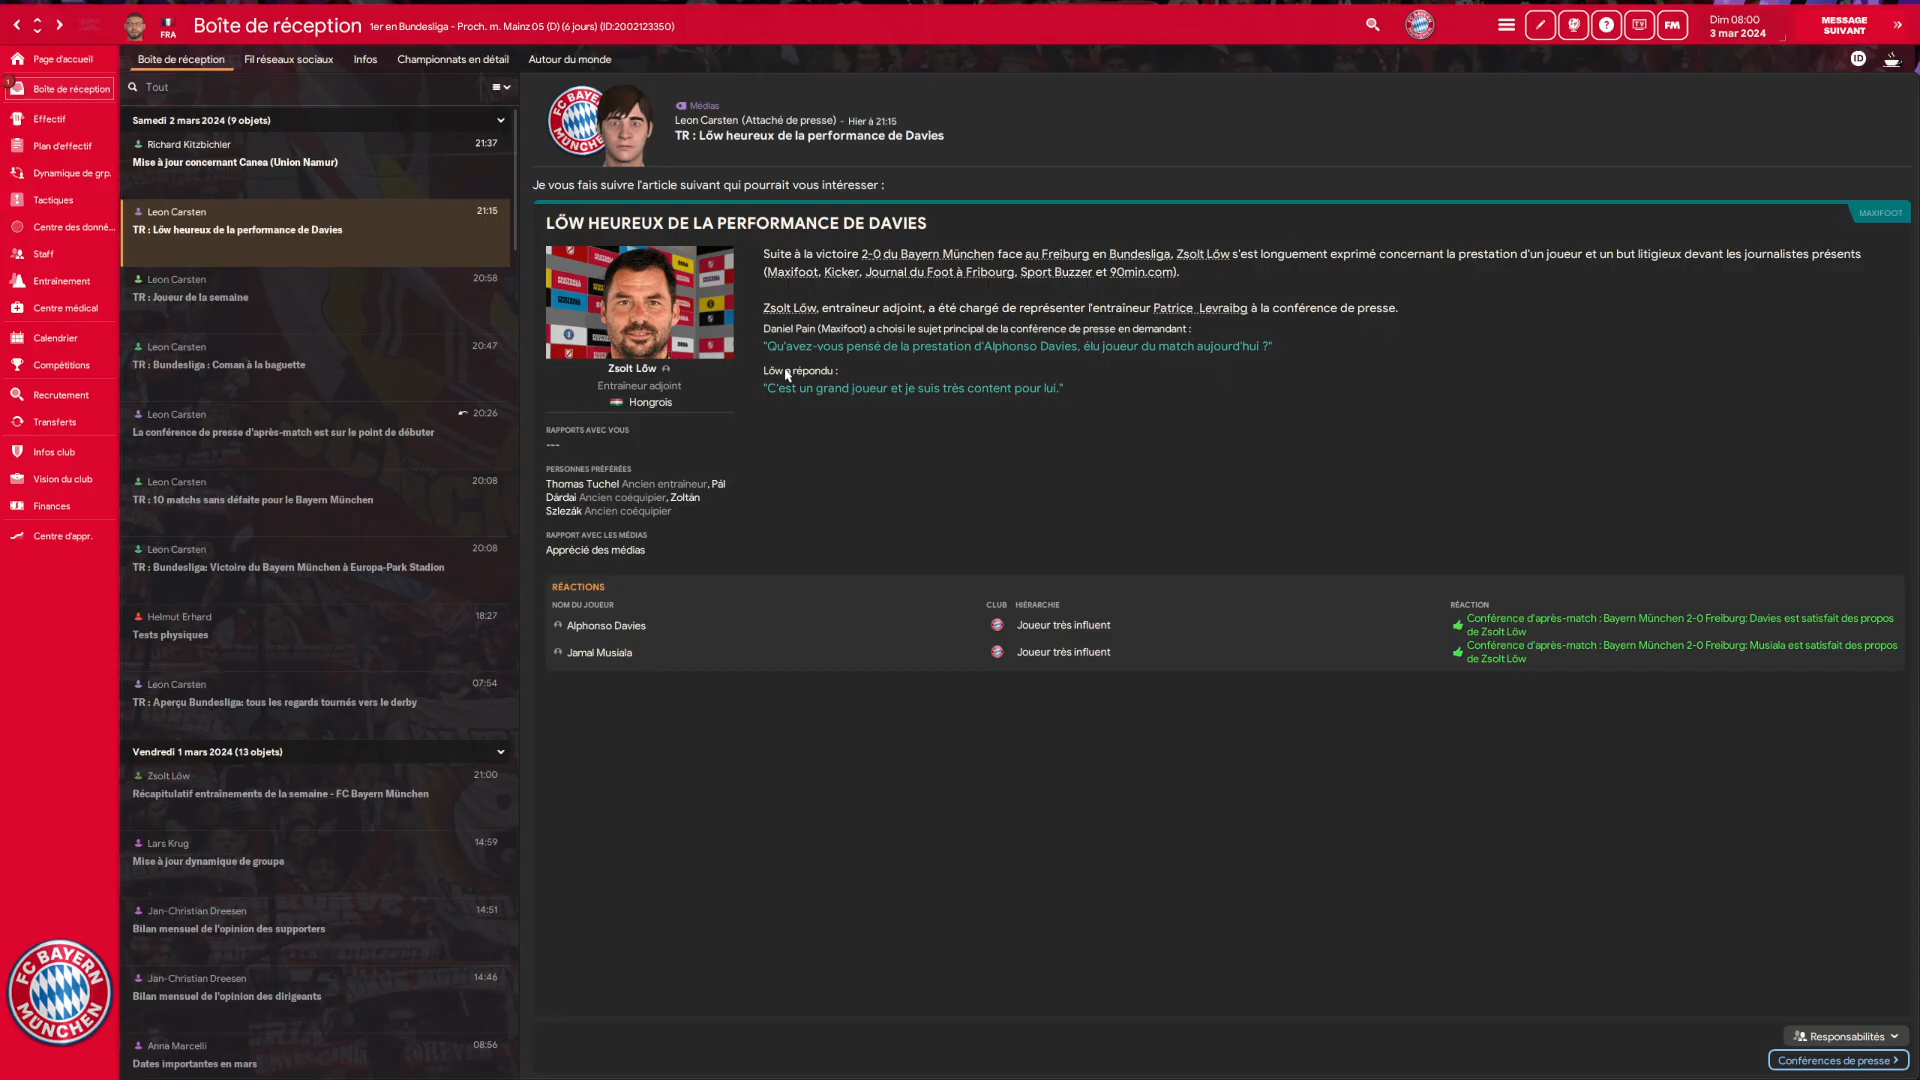 FRA
Boîte de réception
1er en Bundesliga - Proch. m. Mainz 05 (D) (6 jours) (ID:2002123350)
FM
Dim 08:00
3 mar 2024
MESSAGE
SUIVANT
Page d'accueil
1
Boîte de réception
Effectif
Plan d'effectif
Dynamique de grp.
Tactiques
Centre des donné...
Staff
Entraînement
Centre médical
Calendrier
Compétitions
Recrutement
Transferts
Infos club
Vision du club
Finances
Centre d'appr.
FC BAYERN
MÜNCHEN
Boîte de réception
Fil réseaux sociaux
Infos
Championnats en détail
Autour du monde
ID
Tout
Samedi 2 mars 2024 (9 objets)
Richard Kitzbichler 21:37
Mise à jour concernant Canea (Union Namur)
Leon Carsten 21:15
TR : Lőw heureux de la performance de Davies
Leon Carsten 20:58
TR : Joueur de la semaine
Leon Carsten 20:47
TR : Bundesliga : Coman à la baguette
Leon Carsten 20:26
La conférence de presse d'après-match est sur le point de débuter
Leon Carsten 20:08
TR : 10 matchs sans défaite pour le Bayern München
Leon Carsten 20:08
TR : Bundesliga: Victoire du Bayern München à Europa-Park Stadion
Helmut Erhard 18:27
Tests physiques
Leon Carsten 07:54
TR : Aperçu Bundesliga: tous les regards tournés vers le derby
Vendredi 1 mars 2024 (13 objets)
Zsolt Lőw 21:00
Récapitulatif entraînements de la semaine - FC Bayern München
Lars Krug 14:59
Mise à jour dynamique de groupe
Jan-Christian Dreesen 14:51
Bilan mensuel de l'opinion des supporters
Jan-Christian Dreesen 14:46
Bilan mensuel de l'opinion des dirigeants
Anna Marcelli 08:56
Dates importantes en mars
FC BAYERN
MÜNCHEN
Médias
Leon Carsten (Attaché de presse) - Hier à 21:15
TR : Lőw heureux de la performance de Davies
Je vous fais suivre l'article suivant qui pourrait vous intéresser :
MAXIFOOT
LŐW HEUREUX DE LA PERFORMANCE DE DAVIES
Suite à la victoire 2-0 du Bayern München face au Freiburg en Bundesliga, Zsolt Lőw s'est longuement exprimé concernant la prestation d'un joueur et un but litigieux devant les journalistes présents
(Maxifoot, Kicker, Journal du Foot à Fribourg, Sport Buzzer et 90min.com).
Zsolt Lőw, entraîneur adjoint, a été chargé de représenter l'entraîneur Patrice_Levraibg à la conférence de presse.
Daniel Pain (Maxifoot) a choisi le sujet principal de la conférence de presse en demandant :
"Qu'avez-vous pensé de la prestation d'Alphonso Davies, élu joueur du match aujourd'hui ?"
Lőw a répondu :
"C'est un grand joueur et je suis très content pour lui."
Zsolt Lőw
Entraîneur adjoint
Hongrois
RAPPORTS AVEC VOUS
---
PERSONNES PRÉFÉRÉES
Thomas Tuchel Ancien entraîneur, Pál
Dárdai Ancien coéquipier, Zoltán
Szlezák Ancien coéquipier
RAPPORT AVEC LES MÉDIAS
Apprécié des médias
RÉACTIONS
NOM DU JOUEUR CLUB HIÉRARCHIE RÉACTION
Alphonso Davies Joueur très influent Conférence d'après-match : Bayern München 2-0 Freiburg: Davies est satisfait des propos
de Zsolt Lőw
Jamal Musiala Joueur très influent Conférence d'après-match : Bayern München 2-0 Freiburg: Musiala est satisfait des propos
de Zsolt Lőw
Responsabilités
Conférences de presse